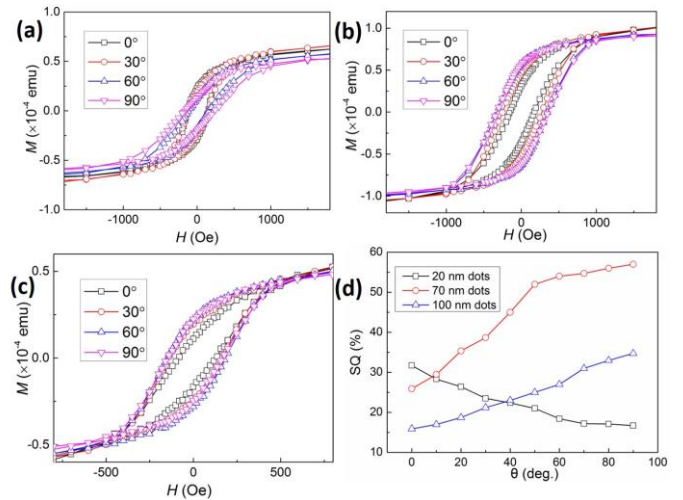 (a)
0°
30°
60°
90°
1.0
0.5
0.0
-0.5
-1.0
M (×10⁻⁴ emu)
-1000 0 1000
H (Oe)
(b)
0°
30°
60°
90°
1.0
0.5
0.0
-0.5
-1.0
M (×10⁻⁴ emu)
-1000 0 1000
H (Oe)
(c)
0°
30°
60°
90°
0.5
0.0
-0.5
M (×10⁻⁴ emu)
-500 0 500
H (Oe)
(d)
20 nm dots
70 nm dots
100 nm dots
60
50
40
30
20
10
SQ (%)
0 20 40 60 80 100
θ (deg.)